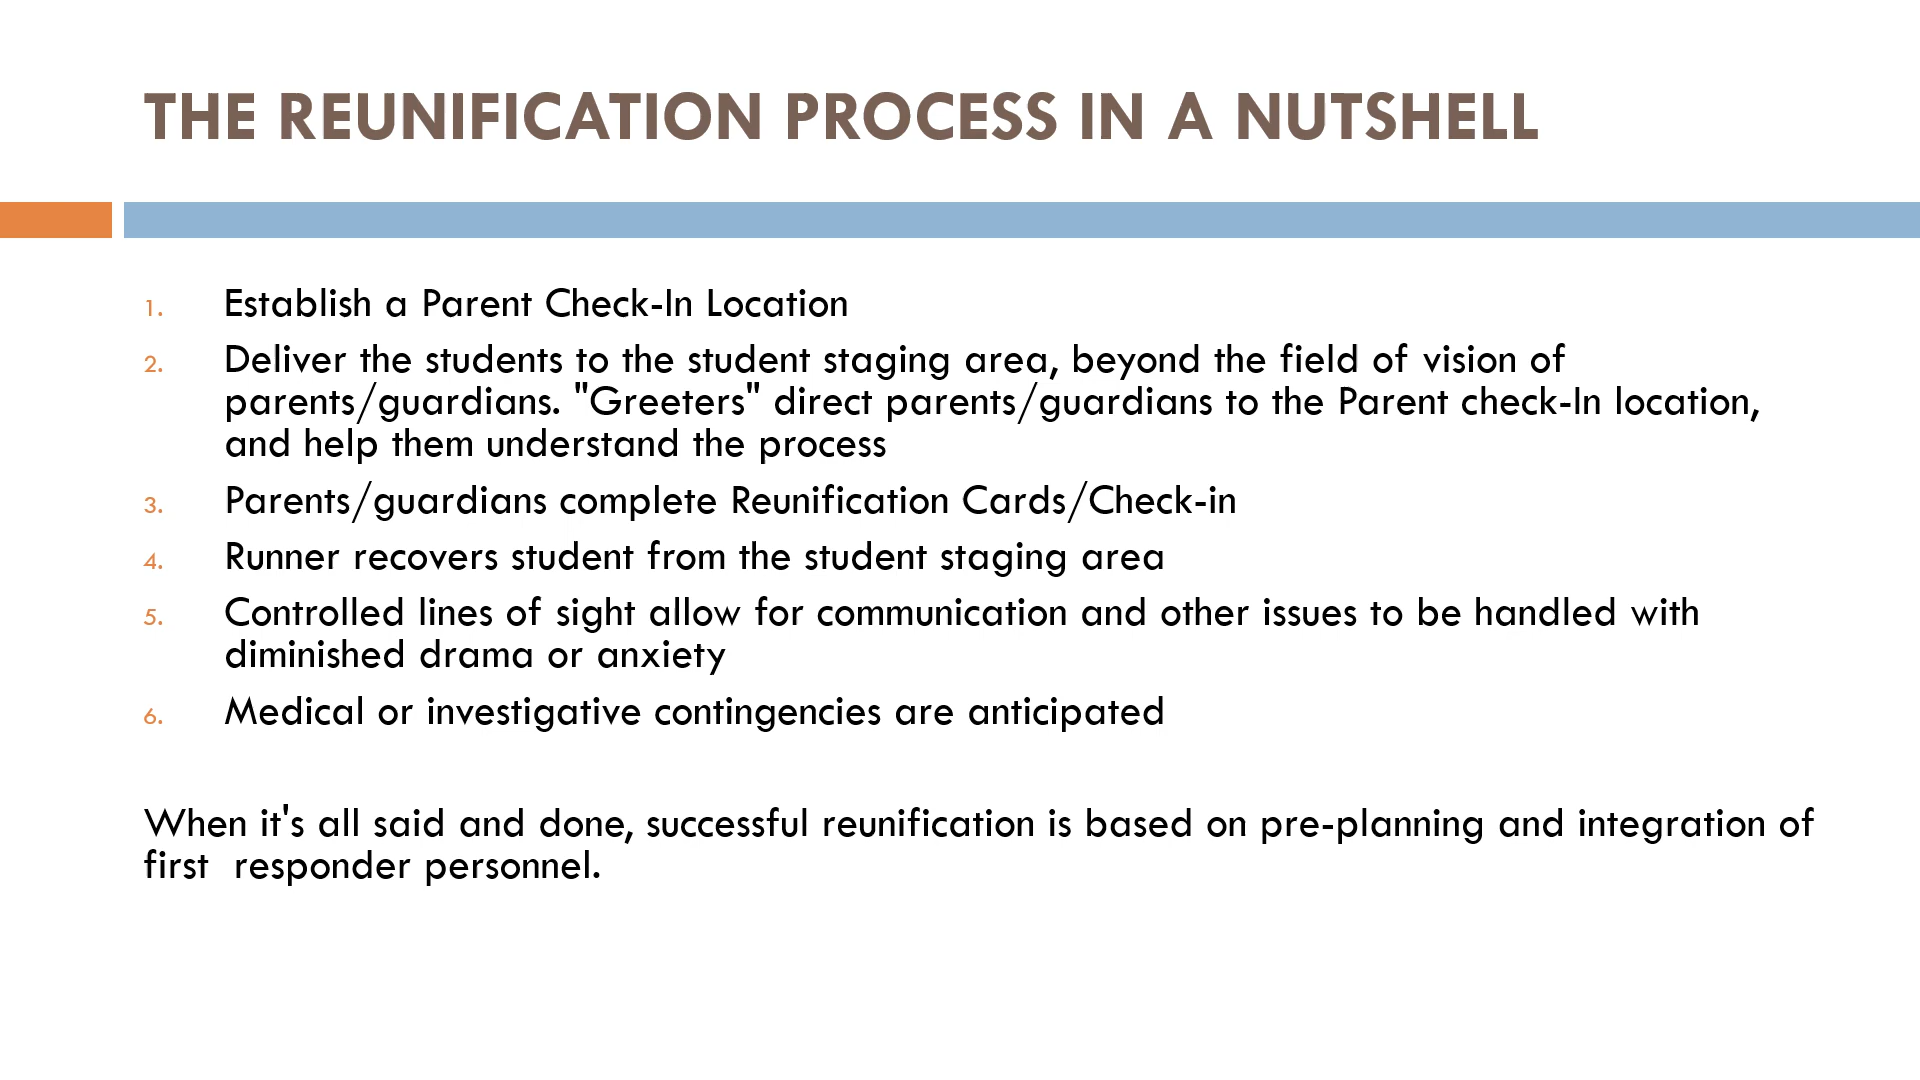 THE REUNIFICATION PROCESS IN A NUTSHELL
1. Establish a Parent Check-In Location
2. Deliver the students to the student staging area, beyond the field of vision of
parents/guardians. "Greeters" direct parents/guardians to the Parent check-In location,
and help them understand the process
3. Parents/guardians complete Reunification Cards/Check-in
4. Runner recovers student from the student staging area
5. Controlled lines of sight allow for communication and other issues to be handled with
diminished drama or anxiety
6. Medical or investigative contingencies are anticipated
When it's all said and done, successful reunification is based on pre-planning and integration of
first  responder personnel.